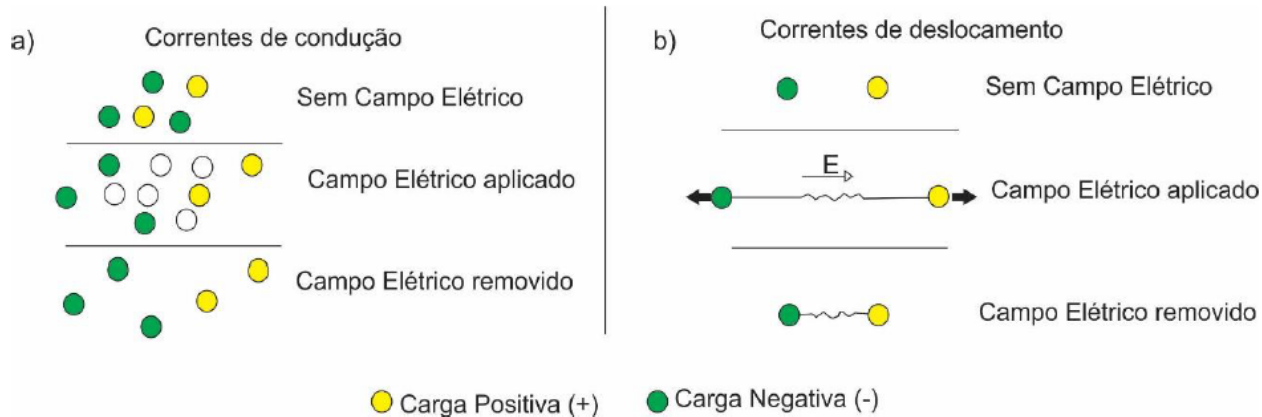 a)
Correntes de condução
Sem Campo Elétrico
Campo Elétrico aplicado
Campo Elétrico removido
b)
Correntes de deslocamento
Sem Campo Elétrico
E
Campo Elétrico aplicado
Campo Elétrico removido
Carga Positiva (+)
Carga Negativa (-)